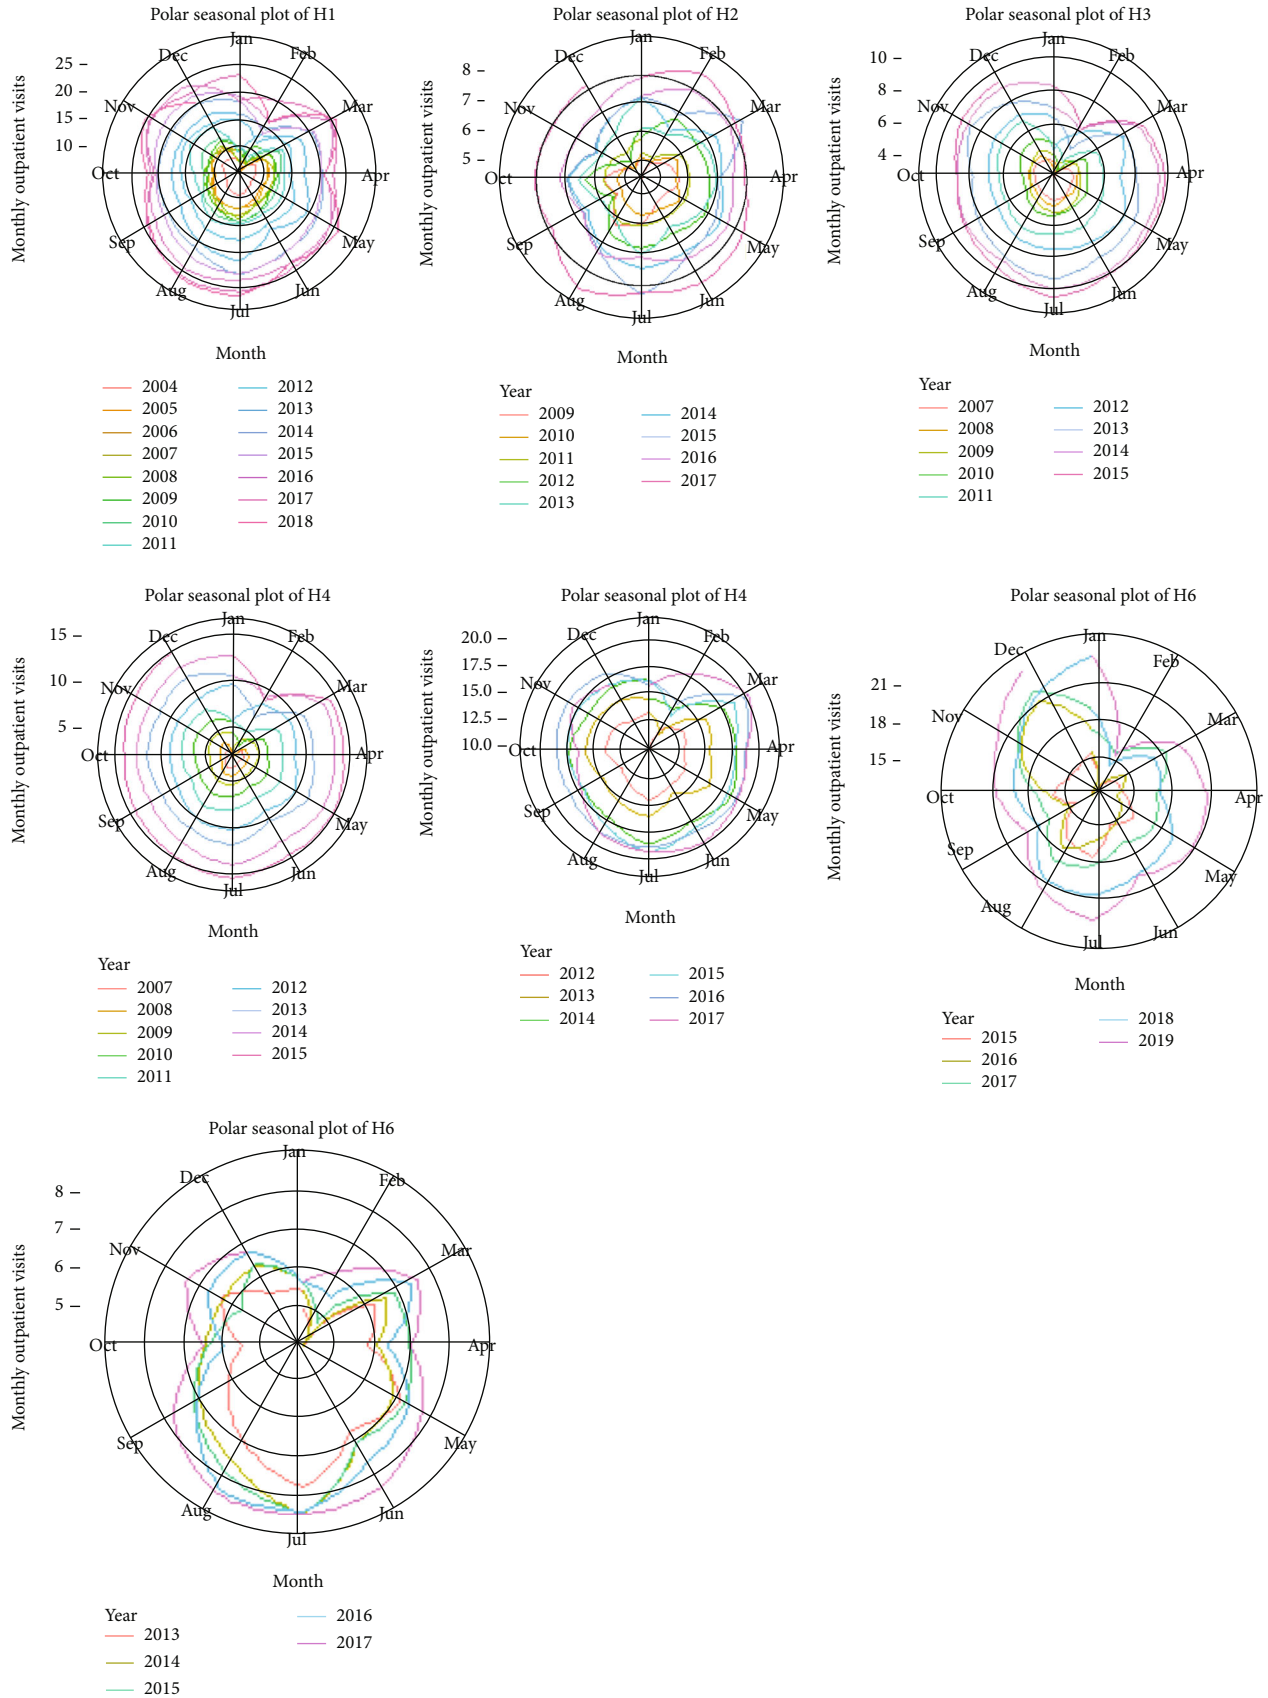 Polar seasonal plot of H1
Monthly outpatient visits
25
20
15
10
Jan
Feb
Mar
Apr
May
Jun
Jul
Aug
Sep
Oct
Nov
Dec
Month
2004
2005
2006
2007
2008
2009
2010
2011
2012
2013
2014
2015
2016
2017
2018
Polar seasonal plot of H2
Monthly outpatient visits
8
7
6
5
Jan
Feb
Mar
Apr
May
Jun
Jul
Aug
Sep
Oct
Nov
Dec
Month
Year
2009
2010
2011
2012
2013
2014
2015
2016
2017
Polar seasonal plot of H3
Monthly outpatient visits
10
8
6
4
Jan
Feb
Mar
Apr
May
Jun
Jul
Aug
Sep
Oct
Nov
Dec
Month
Year
2007
2008
2009
2010
2011
2012
2013
2014
2015
Polar seasonal plot of H4
Monthly outpatient visits
15
10
5
Jan
Feb
Mar
Apr
May
Jun
Jul
Aug
Sep
Oct
Nov
Dec
Month
Year
2007
2008
2009
2010
2011
2012
2013
2014
2015
Polar seasonal plot of H4
Monthly outpatient visits
20.0
17.5
15.0
12.5
10.0
Jan
Feb
Mar
Apr
May
Jun
Jul
Aug
Sep
Oct
Nov
Dec
Month
Year
2012
2013
2014
2015
2016
2017
Polar seasonal plot of H6
Monthly outpatient visits
21
18
15
Jan
Feb
Mar
Apr
May
Jun
Jul
Aug
Sep
Oct
Nov
Dec
Month
Year
2015
2016
2017
2018
2019
Polar seasonal plot of H6
Monthly outpatient visits
8
7
6
5
Jan
Feb
Mar
Apr
May
Jun
Jul
Aug
Sep
Oct
Nov
Dec
Month
Year
2013
2014
2015
2016
2017